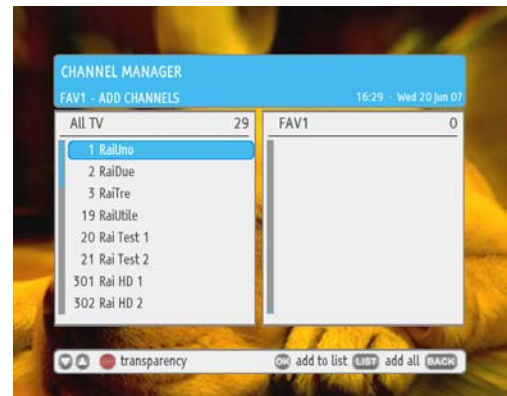 CHANNEL MANAGER
FAV1 - ADD CHANNELS 16:29 - Wed 20 Jun 07
All TV 29
1 RaiUno
2 RaiDue
3 RaiTre
19 RaiUtile
20 Rai Test 1
21 Rai Test 2
301 Rai HD 1
302 Rai HD 2
FAV1 0
transparency OK add to list LIST add all BACK